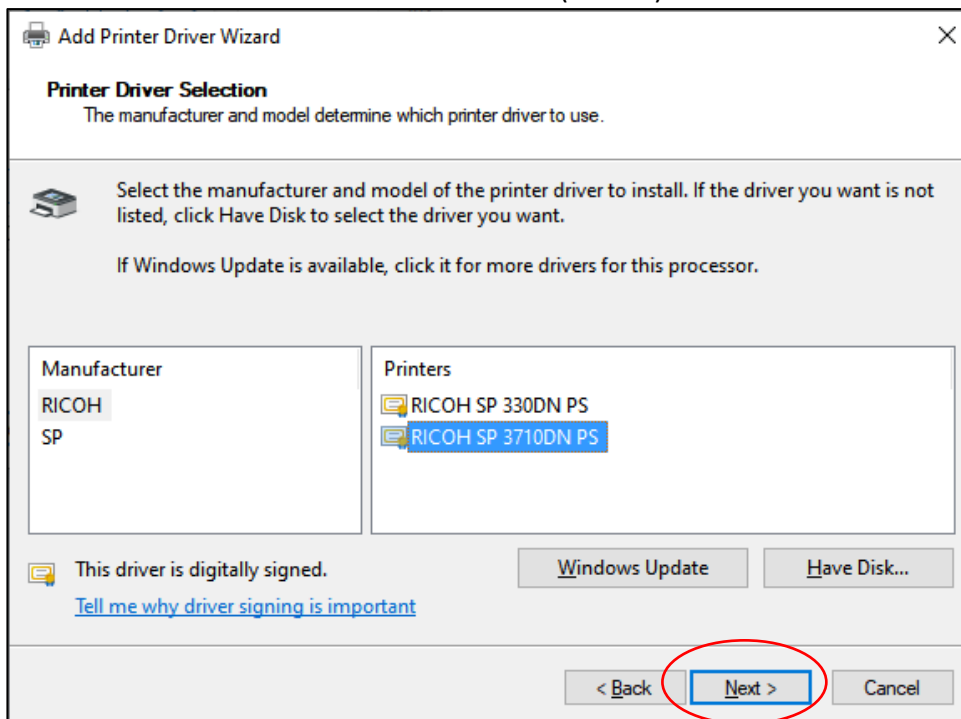 Add Printer Driver Wizard
Printer Driver Selection
The manufacturer and model determine which printer driver to use.
Select the manufacturer and model of the printer driver to install. If the driver you want is not
listed, click Have Disk to select the driver you want.
If Windows Update is available, click it for more drivers for this processor.
Manufacturer
Printers
RICOH
RICOH SP 330DN PS
SP
RICOH SP 3710DN PS
This driver is digitally signed.
Windows Update
Have Disk...
Tell me why driver signing is important
< Back
Next >
Cancel